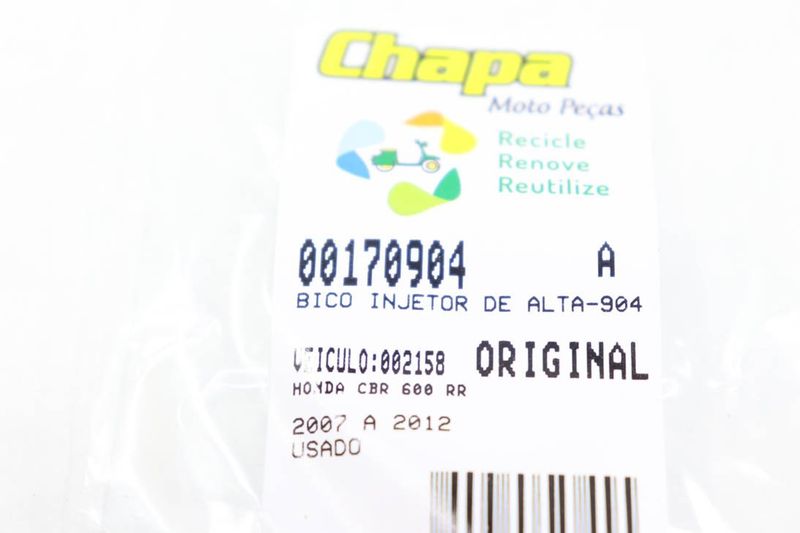 Chapa
Moto Peças
Recicle
Renove
Reutilize
00170904 A
BICO INJETOR DE ALTA-904
VEICULO:002158 ORIGINAL
HONDA CBR 600 RR
2007 A 2012
USADO